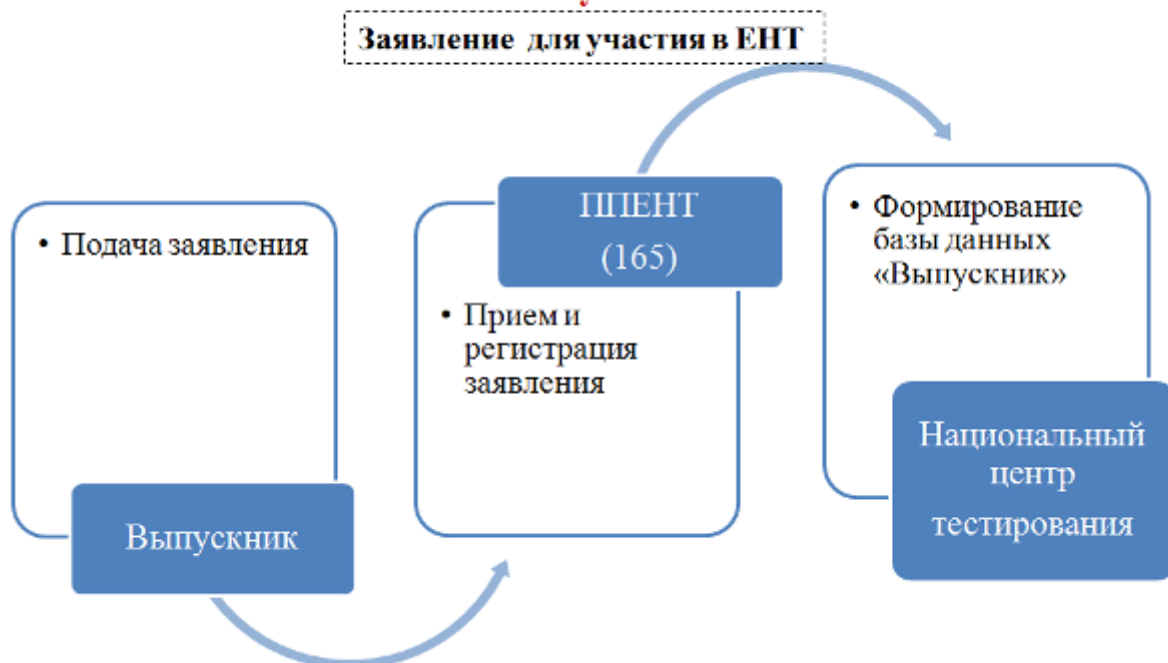 Заявление для участия в ЕНТ
• Подача заявления
Выпускник
ППЕНТ
(165)
• Прием и
регистрация
заявления
• Формирование
базы данных
«Выпускник»
Национальный
центр
тестирования